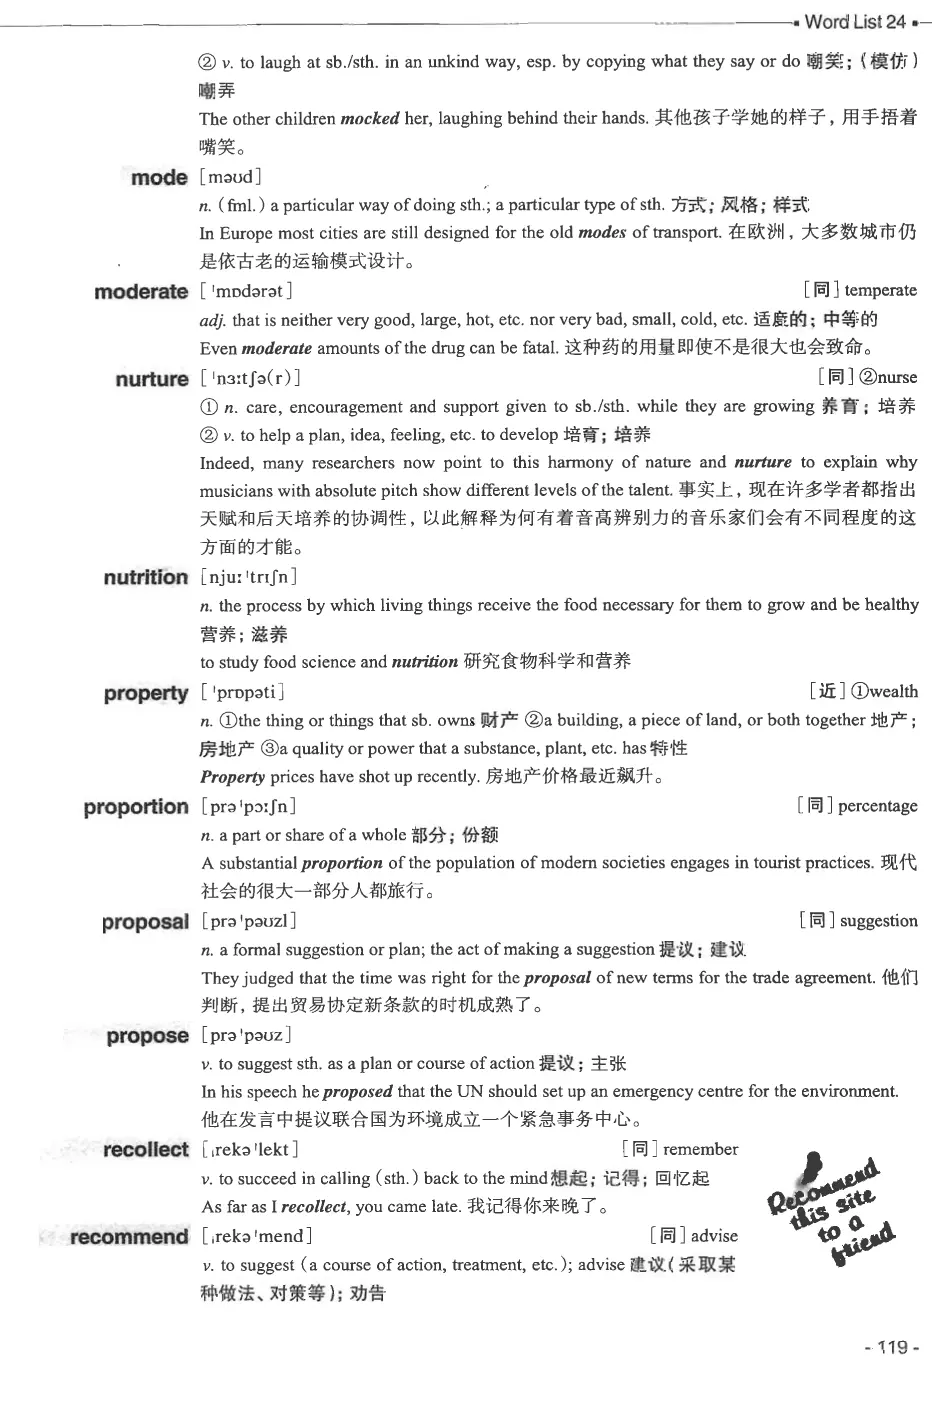 Word List 24
② v. to laugh at sb./sth. in an unkind way, esp. by copying what they say or do 嘲笑；（模仿）
嘲弄
The other children mocked her, laughing behind their hands. 其他孩子学她的样子，用手捂着
嘴笑。
mode [məʊd]
n. (fml.) a particular way of doing sth.; a particular type of sth. 方式；风格；样式
In Europe most cities are still designed for the old modes of transport. 在欧洲，大多数城市仍
是依古老的运输模式设计。
moderate [ˈmɒdərət] [同] temperate
adj. that is neither very good, large, hot, etc. nor very bad, small, cold, etc. 适度的；中等的
Even moderate amounts of the drug can be fatal. 这种药的用量即使不是很大也会致命。
nurture [ˈnɜːtʃə(r)] [同] ②nurse
① n. care, encouragement and support given to sb./sth. while they are growing 养育；培养
② v. to help a plan, idea, feeling, etc. to develop 培育；培养
Indeed, many researchers now point to this harmony of nature and nurture to explain why
musicians with absolute pitch show different levels of the talent. 事实上，现在许多学者都指出
天赋和后天培养的协调性，以此解释为何有着音高辨别力的音乐家们会有不同程度的这
方面的才能。
nutrition [njuːˈtrɪʃn]
n. the process by which living things receive the food necessary for them to grow and be healthy
营养；滋养
to study food science and nutrition 研究食物科学和营养
property [ˈprɒpəti] [近] ①wealth
n. ①the thing or things that sb. owns 财产 ②a building, a piece of land, or both together 地产；
房地产 ③a quality or power that a substance, plant, etc. has 特性
Property prices have shot up recently. 房地产价格最近飙升。
proportion [prəˈpɔːʃn] [同] percentage
n. a part or share of a whole 部分；份额
A substantial proportion of the population of modern societies engages in tourist practices. 现代
社会的很大一部分人都旅行。
proposal [prəˈpəʊzl] [同] suggestion
n. a formal suggestion or plan; the act of making a suggestion 提议；建议
They judged that the time was right for the proposal of new terms for the trade agreement. 他们
判断，提出贸易协定新条款的时机成熟了。
propose [prəˈpəʊz]
v. to suggest sth. as a plan or course of action 提议；主张
In his speech he proposed that the UN should set up an emergency centre for the environment.
他在发言中提议联合国为环境成立一个紧急事务中心。
recollect [ˌrekəˈlekt] [同] remember
v. to succeed in calling (sth.) back to the mind 想起；记得；回忆起
As far as I recollect, you came late. 我记得你来晚了。
recommend [ˌrekəˈmend] [同] advise
v. to suggest (a course of action, treatment, etc.); advise 建议（采取某
种做法、对策等）；劝告
Recommend
this site
to a
friend
- 119 -